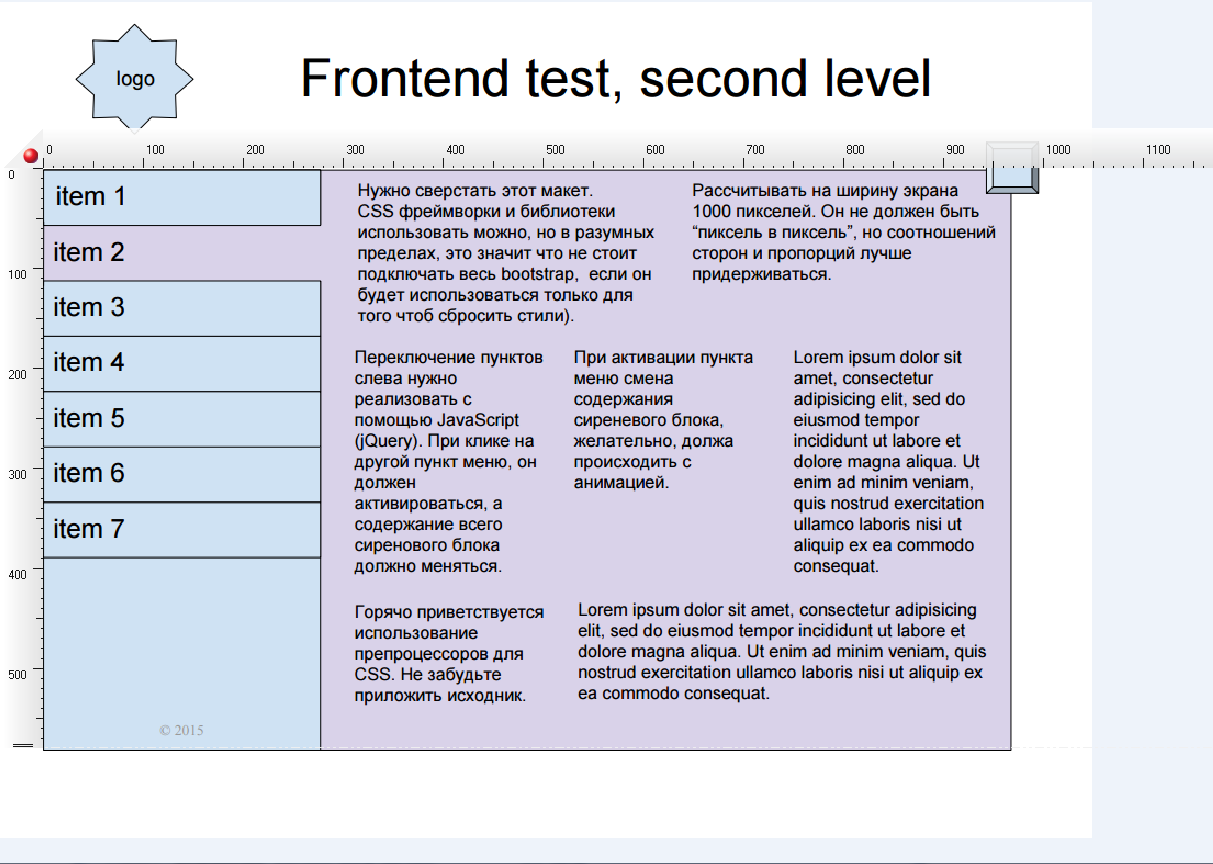 logo
Frontend test, second level
0 100 200 300 400 500 600 700 800 900 1000 1100
0
100
200
300
400
500
item 1
item 2
item 3
item 4
item 5
item 6
item 7
© 2015
Нужно сверстать этот макет.
CSS фреймворки и библиотеки
использовать можно, но в разумных
пределах, это значит что не стоит
подключать весь bootstrap, если он
будет использоваться только для
того чтоб сбросить стили).
Рассчитывать на ширину экрана
1000 пикселей. Он не должен быть
“пиксель в пиксель”, но соотношений
сторон и пропорций лучше
придерживаться.
Переключение пунктов
слева нужно
реализовать с
помощью JavaScript
(jQuery). При клике на
другой пункт меню, он
должен
активироваться, а
содержание всего
сиренового блока
должно меняться.
При активации пункта
меню смена
содержания
сиреневого блока,
желательно, должа
происходить с
анимацией.
Lorem ipsum dolor sit
amet, consectetur
adipisicing elit, sed do
eiusmod tempor
incididunt ut labore et
dolore magna aliqua. Ut
enim ad minim veniam,
quis nostrud exercitation
ullamco laboris nisi ut
aliquip ex ea commodo
consequat.
Горячо приветствуется
использование
препроцессоров для
CSS. Не забудьте
приложить исходник.
Lorem ipsum dolor sit amet, consectetur adipisicing
elit, sed do eiusmod tempor incididunt ut labore et
dolore magna aliqua. Ut enim ad minim veniam, quis
nostrud exercitation ullamco laboris nisi ut aliquip ex
ea commodo consequat.